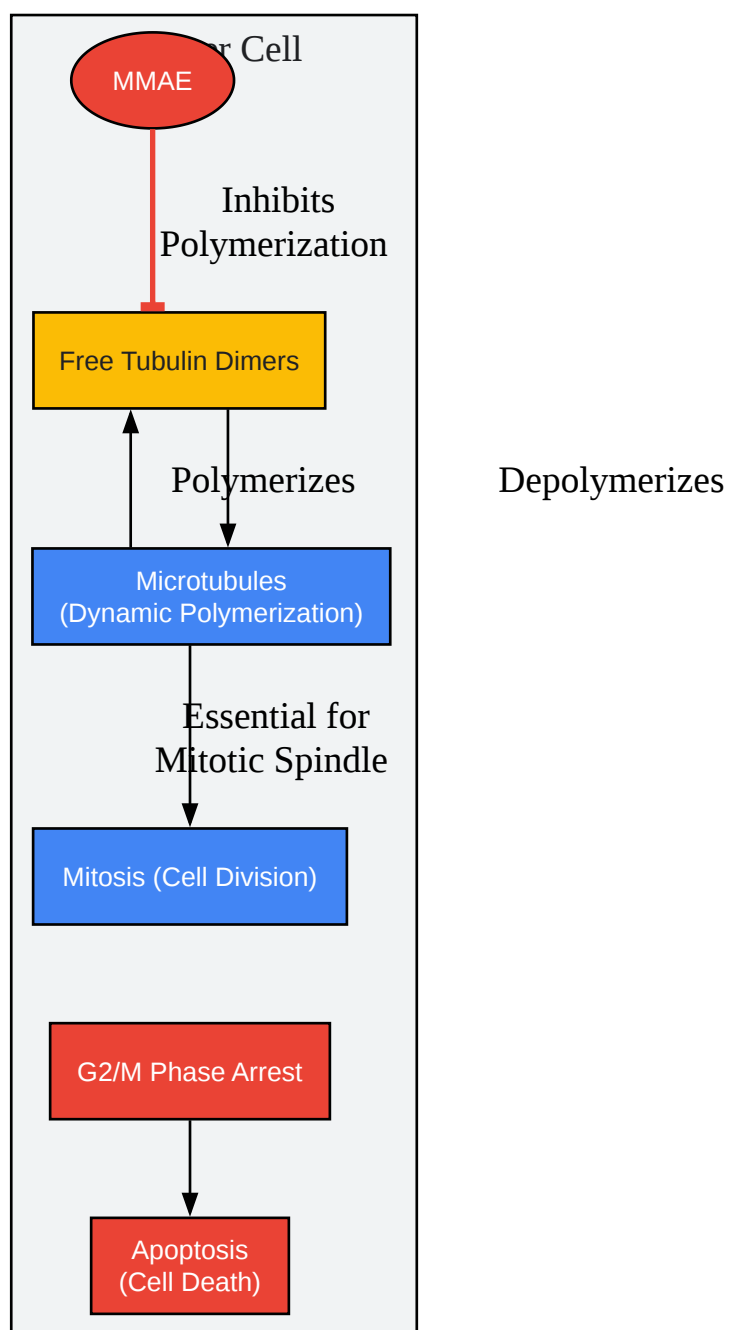 Cell
MMAE
Inhibits
Polymerization
Free Tubulin Dimers
Polymerizes
Depolymerizes
Microtubules
(Dynamic Polymerization)
Essential for
Mitotic Spindle
Mitosis (Cell Division)
G2/M Phase Arrest
Apoptosis
(Cell Death)